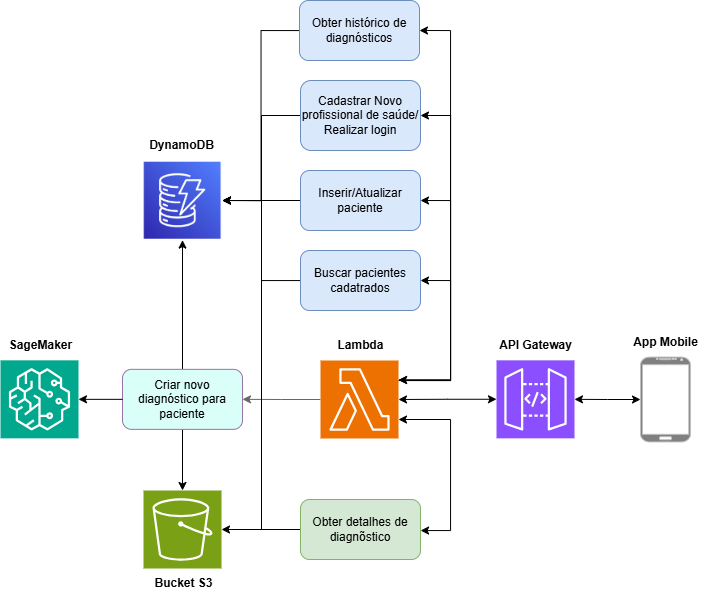 Obter histórico de
diagnósticos
Cadastrar Novo
profissional de saúde/
Realizar login
DynamoDB
Inserir/Atualizar
paciente
Buscar pacientes
cadatrados
SageMaker
Lambda
API Gateway
App Mobile
Criar novo
diagnóstico para
paciente
Obter detalhes de
diagnõstico
Bucket S3